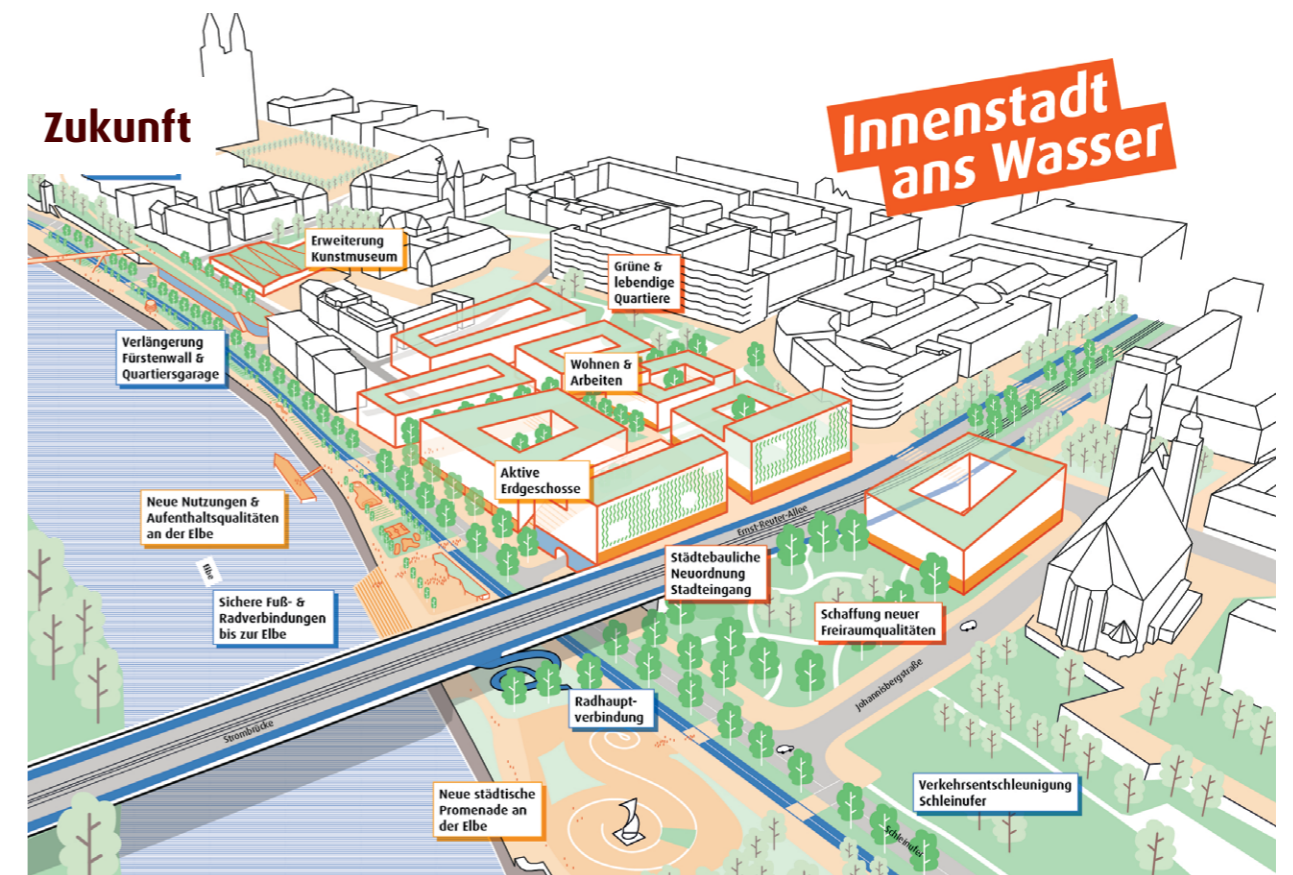 Zukunft
Innenstadt
ans Wasser
Erweiterung
Kunstmuseum
Grüne &
lebendige
Quartiere
Verlängerung
Fürstenwall &
Quartiersgarage
Wohnen &
Arbeiten
Aktive
Erdgeschosse
Neue Nutzungen &
Aufenthaltsqualitäten
an der Elbe
Ernst-Reuter-Allee
Elbe
Städtebauliche
Neuordnung
Stadteingang
Sichere Fuß- &
Radverbindungen
bis zur Elbe
Schaffung neuer
Freiraumqualitäten
Johannisbergstraße
Radhaupt-
verbindung
Strombrücke
Neue städtische
Promenade an
der Elbe
Verkehrsentschleunigung
Schleinufer
Schleinufer